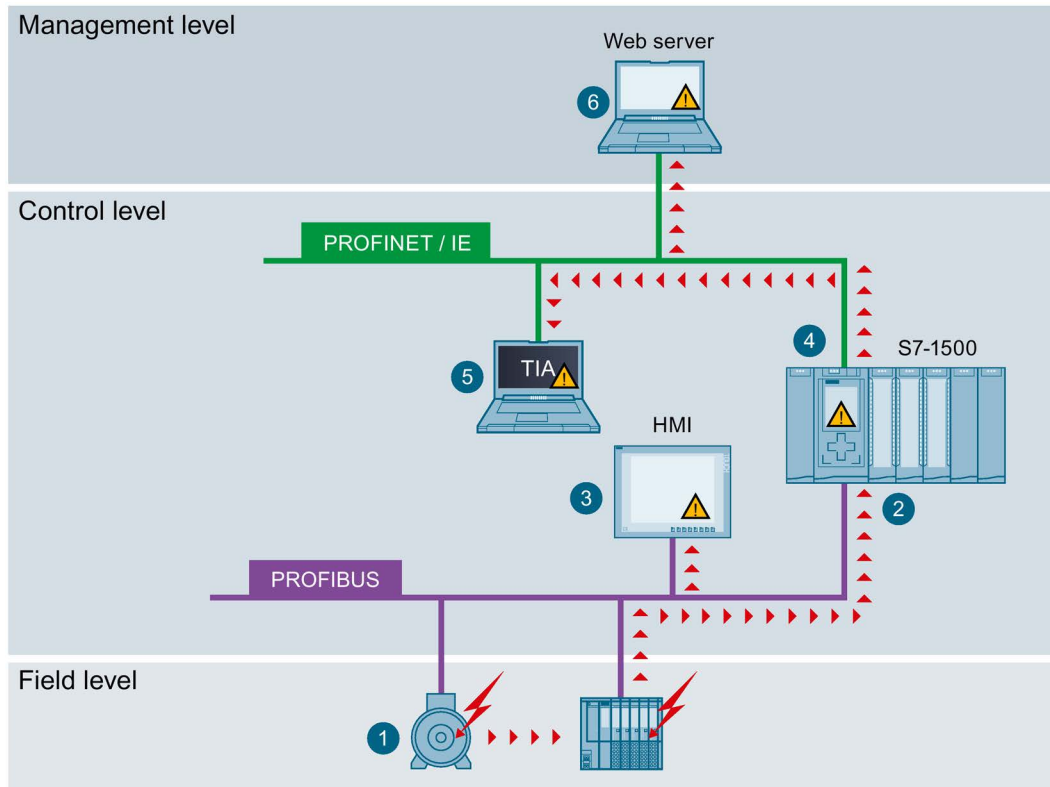 Management level
Web server
6
Control level
PROFINET / IE
4
S7-1500
5
TIA
HMI
3
2
PROFIBUS
Field level
1